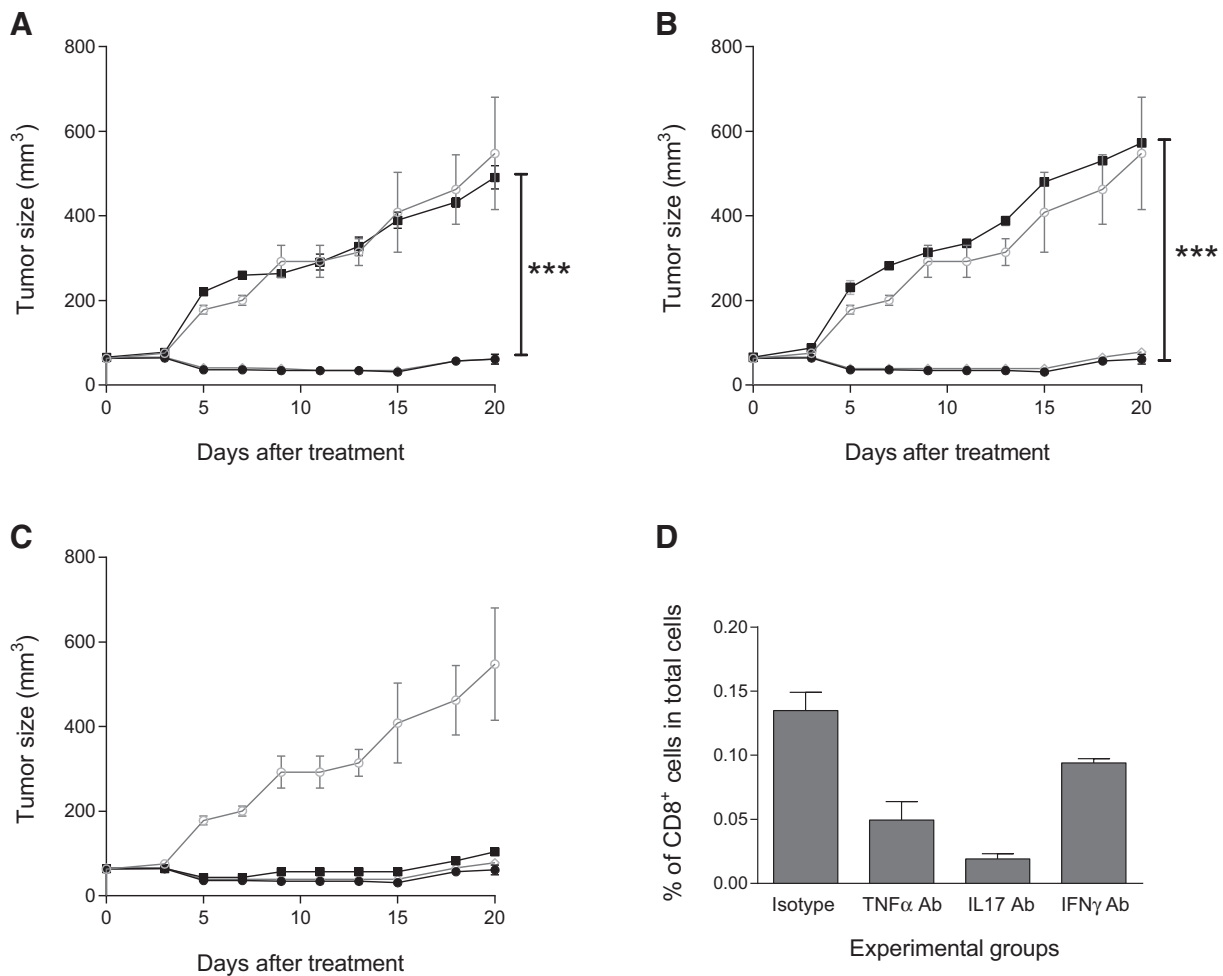 A
Tumor size (mm³)
800
600
400
200
0
0 5 10 15 20
Days after treatment
***
B
Tumor size (mm³)
800
600
400
200
0
0 5 10 15 20
Days after treatment
***
C
Tumor size (mm³)
800
600
400
200
0
0 5 10 15 20
Days after treatment
D
% of CD8⁺ cells in total cells
0.20
0.15
0.10
0.05
0.00
Isotype TNFα Ab IL17 Ab IFNγ Ab
Experimental groups